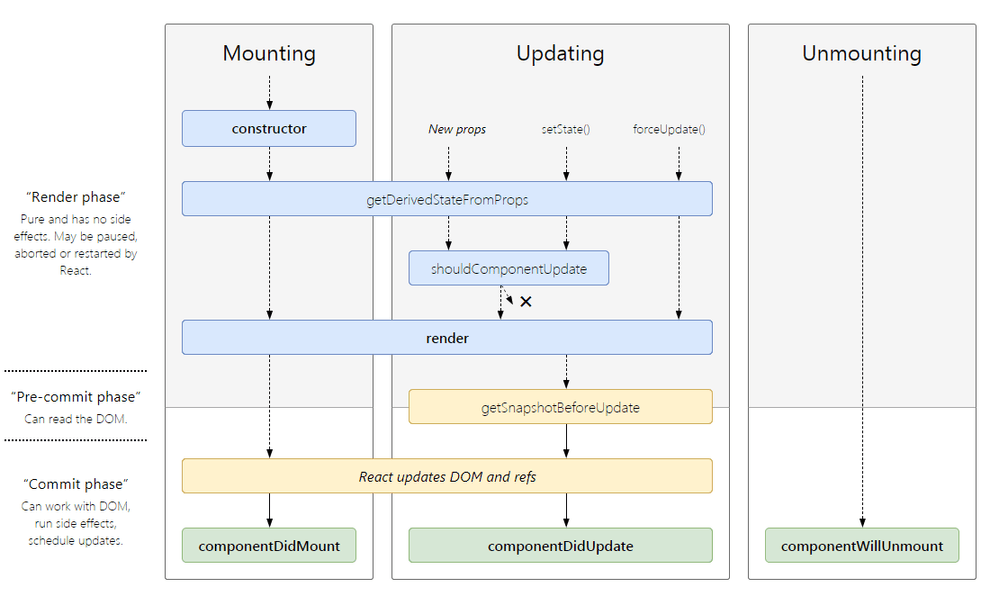 Mounting
Updating
Unmounting
constructor
New props
setState()
forceUpdate()
"Render phase"
Pure and has no side
effects. May be paused,
aborted or restarted by
React.
getDerivedStateFromProps
shouldComponentUpdate
render
"Pre-commit phase"
Can read the DOM.
getSnapshotBeforeUpdate
"Commit phase"
Can work with DOM,
run side effects,
schedule updates.
React updates DOM and refs
componentDidMount
componentDidUpdate
componentWillUnmount